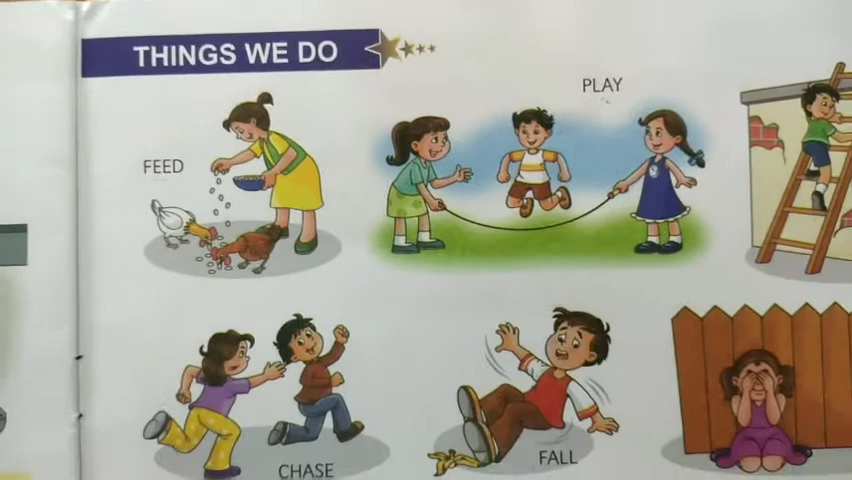 THINGS WE DO
PLAY
FEED
CHASE
FALL